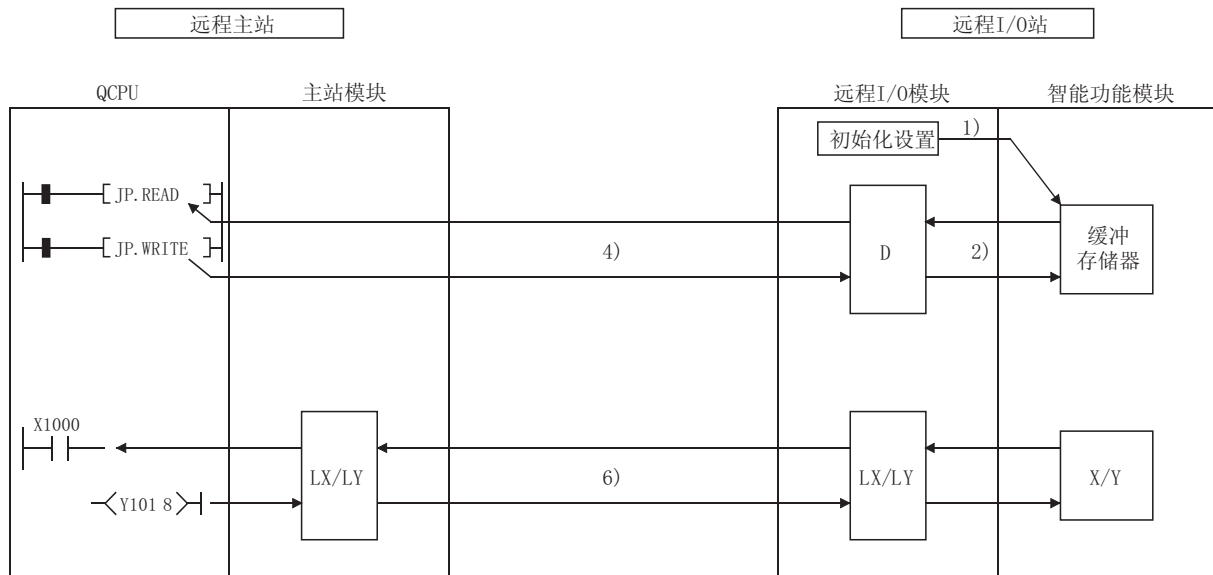 远程主站
远程I/O站
QCPU
主站模块
远程I/O模块
智能功能模块
初始化设置
1)
JP.READ
JP.WRITE
4)
D
2)
缓冲
存储器
X1000
LX/LY
6)
LX/LY
X/Y
Y101 8